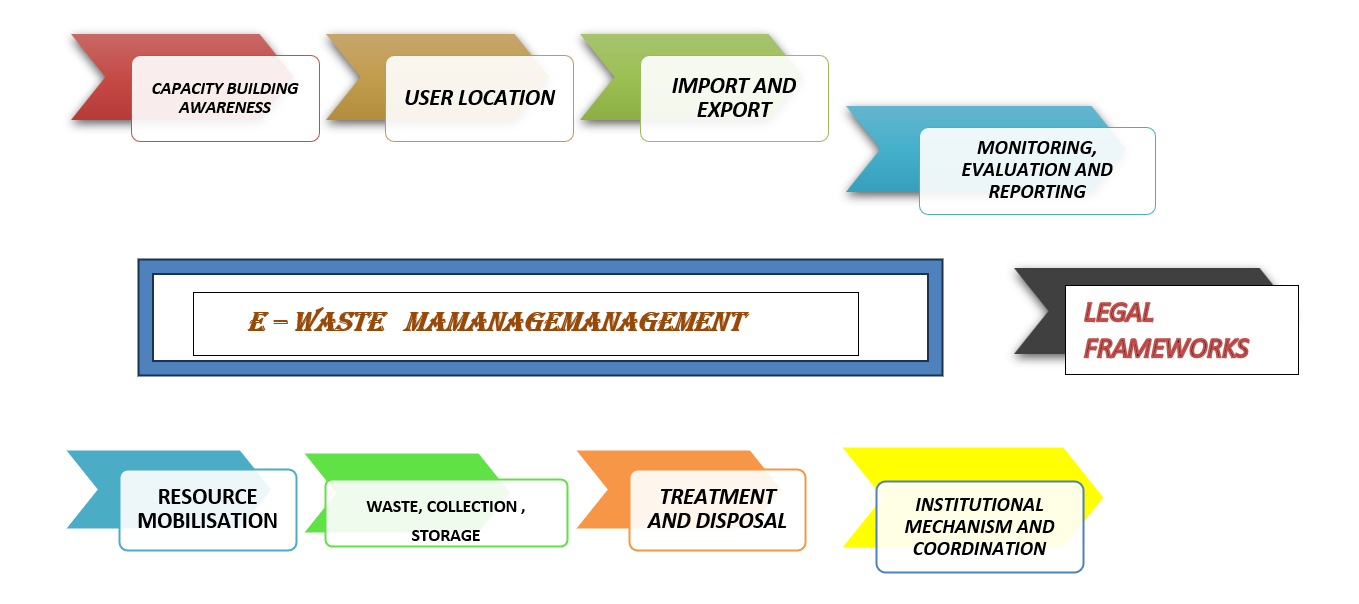 CAPACITY BUILDING
AWARENESS
USER LOCATION
IMPORT AND
EXPORT
MONITORING,
EVALUATION AND
REPORTING
E – WASTE MAMANAGEMANAGEMENT
LEGAL
FRAMEWORKS
RESOURCE
MOBILISATION
WASTE, COLLECTION ,
STORAGE
TREATMENT
AND DISPOSAL
INSTITUTIONAL
MECHANISM AND
COORDINATION